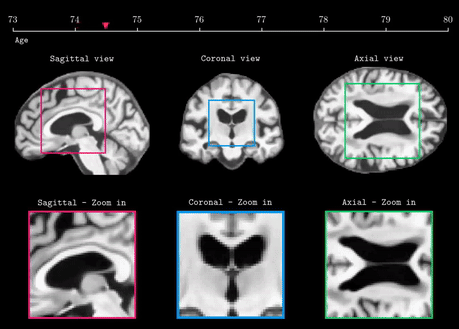 73 74 75 76 77 78 79 80
Age
Sagittal view Coronal view Axial view
Sagittal - Zoom in Coronal - Zoom in Axial - Zoom in